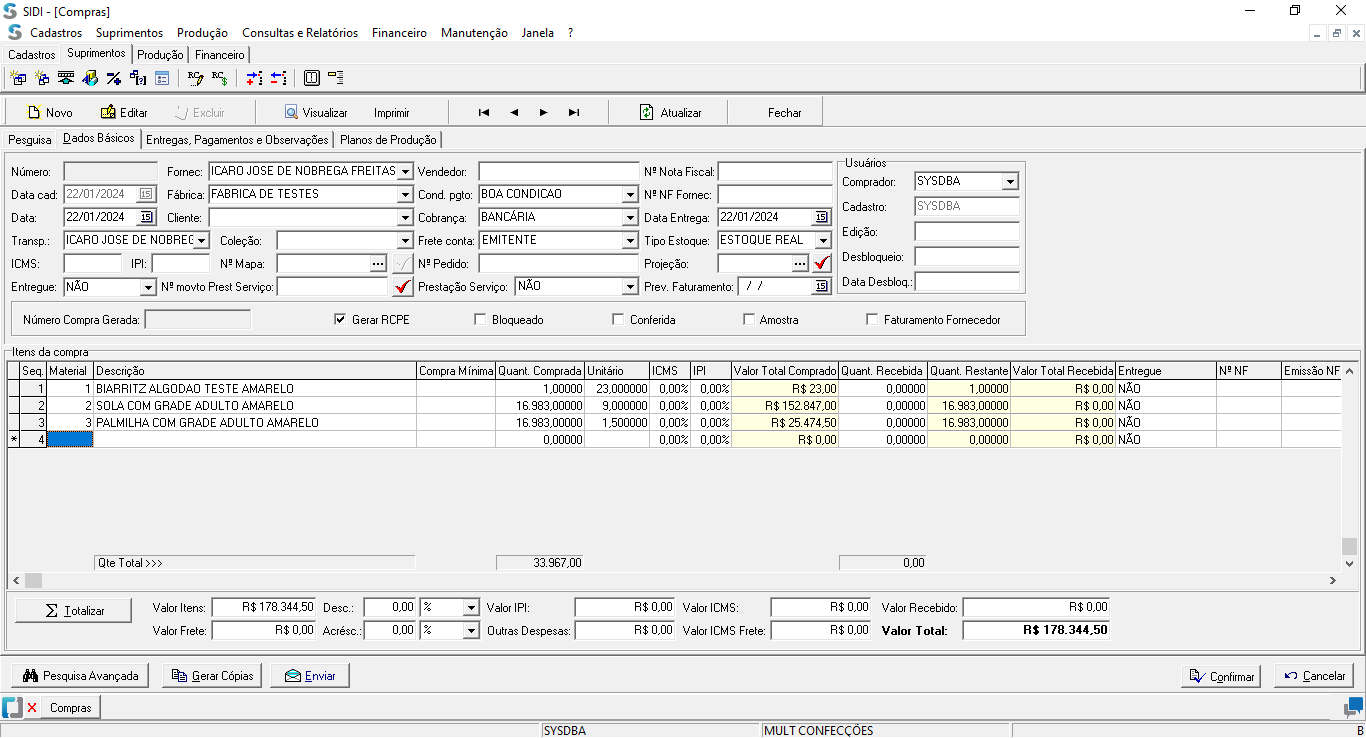 SIDI - [Compras]
Cadastros Suprimentos Produção Consultas e Relatórios Financeiro Manutenção Janela ?
Cadastros Suprimentos Produção Financeiro
Novo Editar Excluir Visualizar Imprimir Atualizar Fechar
Pesquisa Dados Básicos Entregas, Pagamentos e Observações Planos de Produção
Número: Fornec: ICARO JOSE DE NOBREGA FREITAS Vendedor: Nº Nota Fiscal: Usuários
Data cad: 22/01/2024 15 Fábrica: FABRICA DE TESTES Cond. pgto: BOA CONDICAO Nº NF Fornec: Comprador: SYSDBA
Data: 22/01/2024 15 Cliente: Cobrança: BANCÁRIA Data Entrega: 22/01/2024 15 Cadastro: SYSDBA
Transp.: ICARO JOSE DE NOBREG Coleção: Frete conta: EMITENTE Tipo Estoque: ESTOQUE REAL Edição:
ICMS: IPI: Nº Mapa: ... Nº Pedido: Projeção: ... Desbloqueio:
Entregue: NÃO Nº movto Prest Serviço: Prestação Serviço: NÃO Prev. Faturamento: / / 15 Data Desbloq.:
Número Compra Gerada: Gerar RCPE Bloqueado Conferida Amostra Faturamento Fornecedor
Itens da compra
Seq. Material Descrição Compra Mínima Quant. Comprada Unitário ICMS IPI Valor Total Comprado Quant. Recebida Quant. Restante Valor Total Recebida Entregue Nº NF Emissão NF
1 1 BIARRITZ ALGODAO TESTE AMARELO 1,00000 23,000000 0,00% 0,00% R$ 23,00 0,00000 1,00000 R$ 0,00 NÃO
2 2 SOLA COM GRADE ADULTO AMARELO 16.983,00000 9,000000 0,00% 0,00% R$ 152.847,00 0,00000 16.983,00000 R$ 0,00 NÃO
3 3 PALMILHA COM GRADE ADULTO AMARELO 16.983,00000 1,500000 0,00% 0,00% R$ 25.474,50 0,00000 16.983,00000 R$ 0,00 NÃO
* 4 0,00000 0,00% 0,00% R$ 0,00 0,00000 0,00000 R$ 0,00 NÃO
Qte Total >>> 33.967,00 0,00
Σ Totalizar Valor Itens: R$ 178.344,50 Desc.: 0,00 % Valor IPI: R$ 0,00 Valor ICMS: R$ 0,00 Valor Recebido: R$ 0,00
Valor Frete: R$ 0,00 Acrésc.: 0,00 % Outras Despesas: R$ 0,00 Valor ICMS Frete: R$ 0,00 Valor Total: R$ 178.344,50
Pesquisa Avançada Gerar Cópias Enviar Confirmar Cancelar
Compras
SYSDBA MULT CONFECÇÕES B